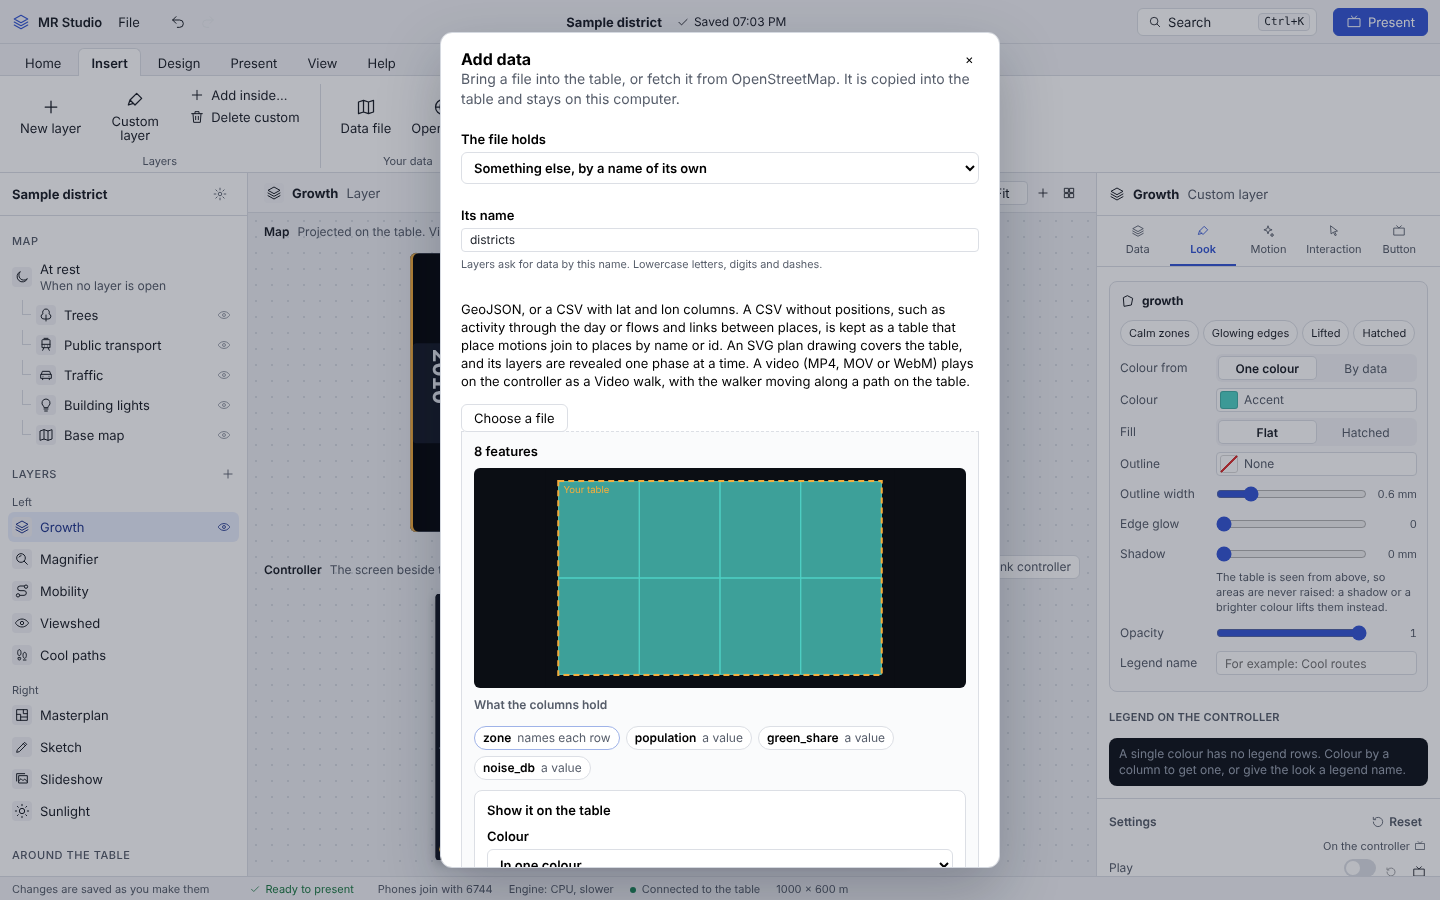 MR Studio
File
Sample district
Saved 07:03 PM
Search
Ctrl+K
Present
Home
Insert
Design
Present
View
Help
New layer
Custom
layer
Add inside...
Delete custom
Layers
Data file
Your data
Sample district
MAP
At rest
When no layer is open
Trees
Public transport
Traffic
Building lights
Base map
LAYERS
Left
Growth
Magnifier
Mobility
Viewshed
Cool paths
Right
Masterplan
Sketch
Slideshow
Sunlight
AROUND THE TABLE
Growth Layer
Map Projected on the table.
Controller The screen beside
Add data
×
Bring a file into the table, or fetch it from OpenStreetMap. It is copied into the
table and stays on this computer.
The file holds
Something else, by a name of its own
Its name
districts
Layers ask for data by this name. Lowercase letters, digits and dashes.
GeoJSON, or a CSV with lat and lon columns. A CSV without positions, such as
activity through the day or flows and links between places, is kept as a table that
place motions join to places by name or id. An SVG plan drawing covers the table,
and its layers are revealed one phase at a time. A video (MP4, MOV or WebM) plays
on the controller as a Video walk, with the walker moving along a path on the table.
Choose a file
8 features
Your table
What the columns hold
zone names each row
population a value
green_share a value
noise_db a value
Show it on the table
Colour
In one colour
controller
Growth Custom layer
Data
Look
Motion
Interaction
Button
growth
Calm zones
Glowing edges
Lifted
Hatched
Colour from
One colour
By data
Colour
Accent
Fill
Flat
Hatched
Outline
None
Outline width
0.6 mm
Edge glow
0
Shadow
0 mm
The table is seen from above, so
areas are never raised: a shadow or a
brighter colour lifts them instead.
Opacity
1
Legend name
For example: Cool routes
LEGEND ON THE CONTROLLER
A single colour has no legend rows. Colour by a
column to get one, or give the look a legend name.
Settings
Reset
On the controller
Play
Changes are saved as you make them
Ready to present
Phones join with 6744
Engine: CPU, slower
Connected to the table
1000 × 600 m